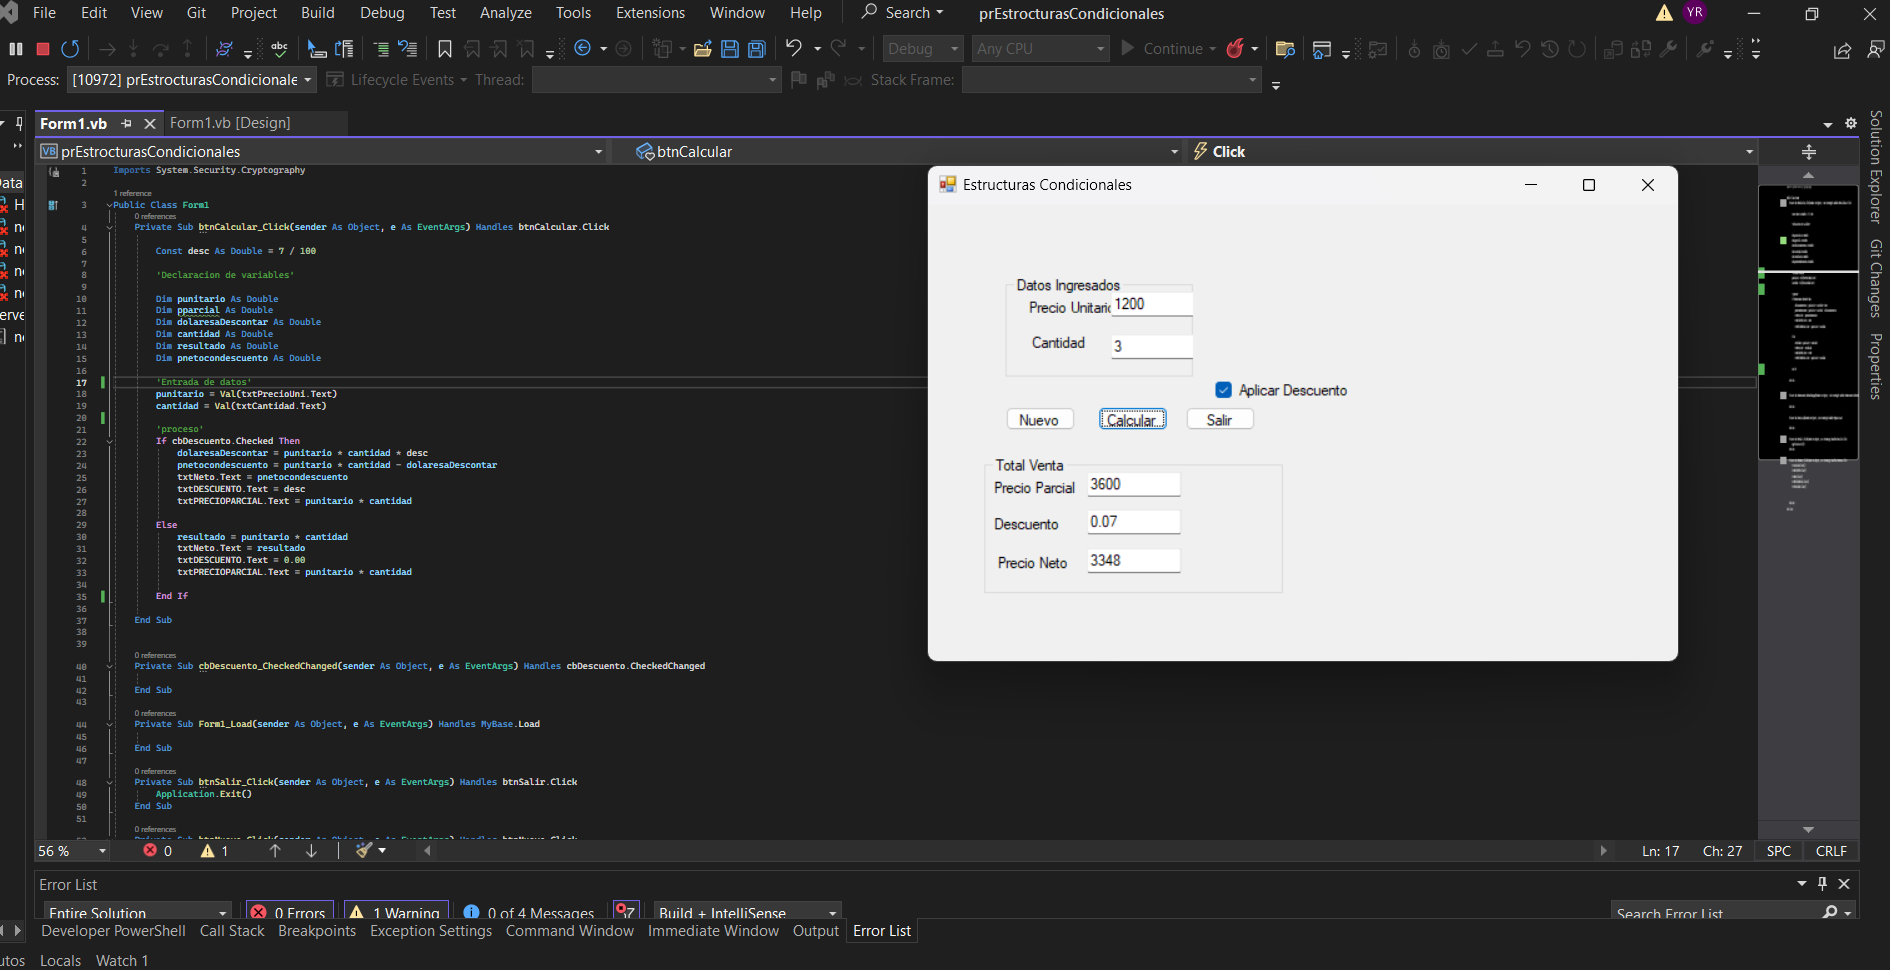 File Edit View Git Project Build Debug Test Analyze Tools Extensions Window Help Search prEstructurasCondicionales YR
Debug Any CPU Continue
Process: [10972] prEstructurasCondicionale Lifecycle Events Thread: Stack Frame:
Form1.vb Form1.vb [Design]
VB prEstructurasCondicionales btnCalcular Click
1 Imports System.Security.Cryptography
2
1 reference
3 Public Class Form1
0 references
4 Private Sub btnCalcular_Click(sender As Object, e As EventArgs) Handles btnCalcular.Click
5
6 Const desc As Double = 7 / 100
7
8 'Declaracion de variables'
9
10 Dim punitario As Double
11 Dim pparcial As Double
12 Dim dolaresaDescontar As Double
13 Dim cantidad As Double
14 Dim resultado As Double
15 Dim pnetocondescuento As Double
16
17 'Entrada de datos'
18 punitario = Val(txtPrecioUni.Text)
19 cantidad = Val(txtCantidad.Text)
20
21 'proceso'
22 If cbDescuento.Checked Then
23 dolaresaDescontar = punitario * cantidad * desc
24 pnetocondescuento = punitario * cantidad - dolaresaDescontar
25 txtNeto.Text = pnetocondescuento
26 txtDESCUENTO.Text = desc
27 txtPRECIOPARCIAL.Text = punitario * cantidad
28
29 Else
30 resultado = punitario * cantidad
31 txtNeto.Text = resultado
32 txtDESCUENTO.Text = 0.00
33 txtPRECIOPARCIAL.Text = punitario * cantidad
34
35 End If
36
37 End Sub
38
39
0 references
40 Private Sub cbDescuento_CheckedChanged(sender As Object, e As EventArgs) Handles cbDescuento.CheckedChanged
41
42 End Sub
43
0 references
44 Private Sub Form1_Load(sender As Object, e As EventArgs) Handles MyBase.Load
45
46 End Sub
47
0 references
48 Private Sub btnSalir_Click(sender As Object, e As EventArgs) Handles btnSalir.Click
49 Application.Exit()
50 End Sub
51
0 references
Estructuras Condicionales
Datos Ingresados
Precio Unitario 1200
Cantidad 3
Aplicar Descuento
Nuevo Calcular Salir
Total Venta
Precio Parcial 3600
Descuento 0.07
Precio Neto 3348
Solution Explorer
Git Changes
Properties
56 % 0 1 Ln: 17 Ch: 27 SPC CRLF
Error List
Entire Solution 0 Errors 1 Warning 0 of 4 Messages Build + IntelliSense Search Error List
Developer PowerShell Call Stack Breakpoints Exception Settings Command Window Immediate Window Output Error List
utos Locals Watch 1